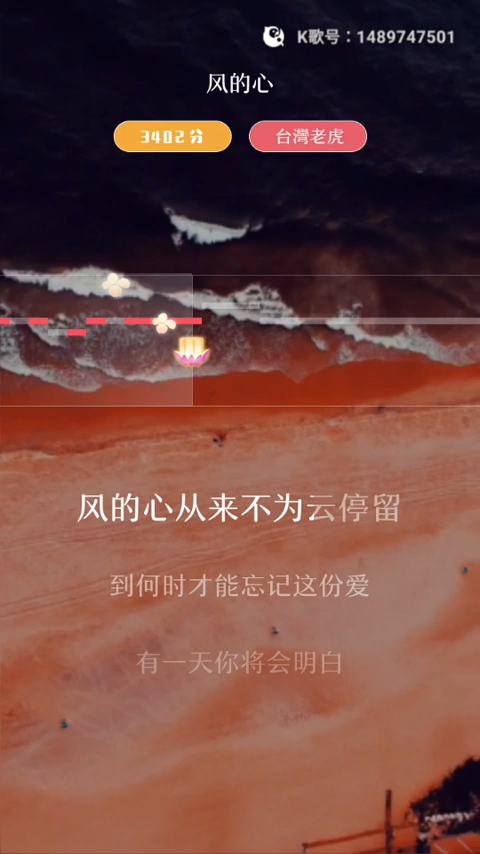 K歌号：1489747501
风的心
3402 分
台灣老虎
风的心从来不为云停留
到何时才能忘记这份爱
有一天你将会明白